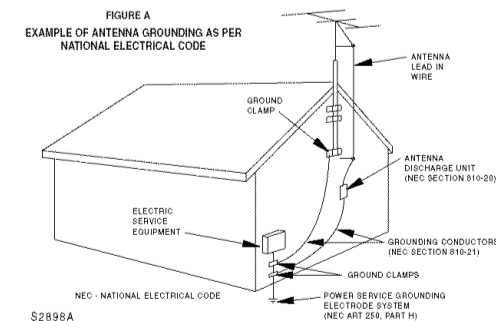 FIGURE A
EXAMPLE OF ANTENNA GROUNDING AS PER
NATIONAL ELECTRICAL CODE
ANTENNA
LEAD IN
WIRE
GROUND
CLAMP
ANTENNA
DISCHARGE UNIT
(NEC SECTION 810-20)
ELECTRIC
SERVICE
EQUIPMENT
GROUNDING CONDUCTORS
(NEC SECTION 810-21)
GROUND CLAMPS
POWER SERVICE GROUNDING
ELECTRODE SYSTEM
(NEC ART 250, PART H)
NEC - NATIONAL ELECTRICAL CODE
S2898A